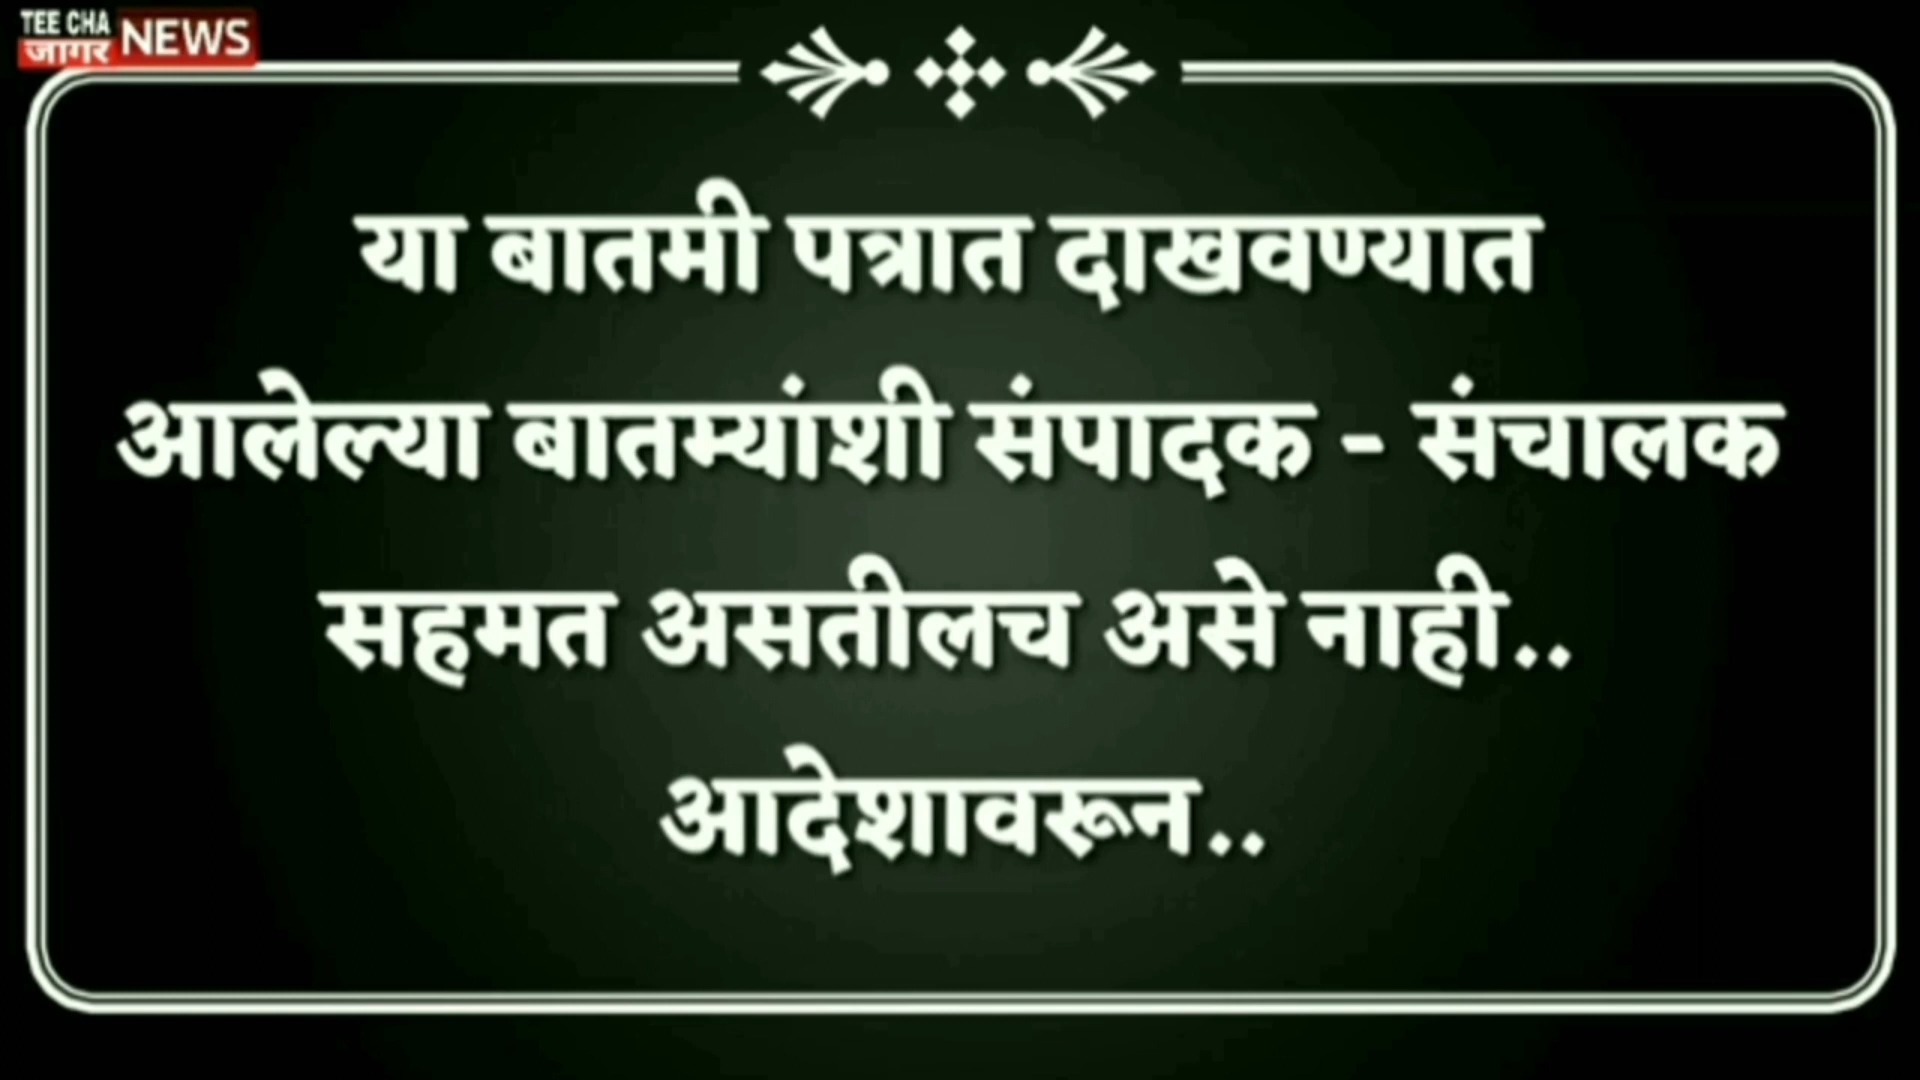 TEE CHA
जागर NEWS
या बातमी पत्रात दाखवण्यात
आलेल्या बातम्यांशी संपादक - संचालक
सहमत असतीलच असे नाही..
आदेशावरून..